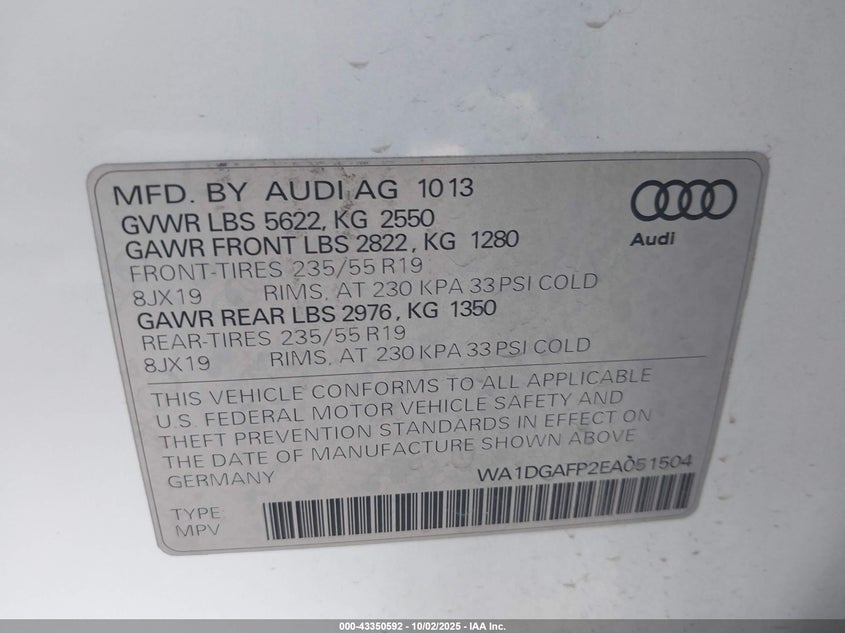 MFD. BY AUDI AG 10 13
GVWR LBS 5622, KG 2550
GAWR FRONT LBS 2822, KG 1280
FRONT-TIRES 235/55 R19
8JX19 RIMS, AT 230 KPA 33 PSI COLD
GAWR REAR LBS 2976, KG 1350
REAR-TIRES 235/55 R19
8JX19 RIMS, AT 230 KPA 33 PSI COLD
Audi
THIS VEHICLE CONFORMS TO ALL APPLICABLE
U.S. FEDERAL MOTOR VEHICLE SAFETY AND
THEFT PREVENTION STANDARDS IN EFFECT ON
THE DATE OF MANUFACTURE SHOWN ABOVE
GERMANY WA1DGAFP2EA051504
TYPE:
MPV
000-43350592 - 10/02/2025 - IAA Inc.